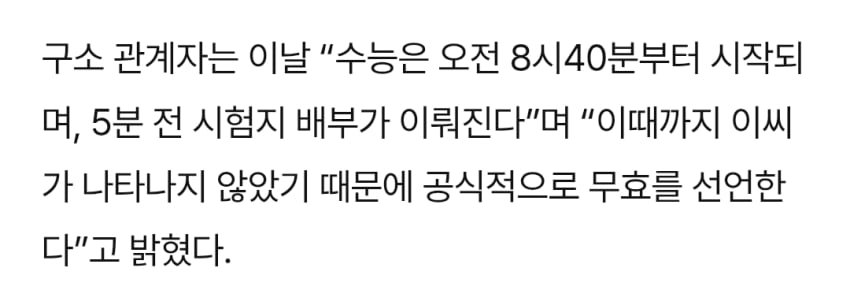 구소 관계자는 이날 “수능은 오전 8시40분부터 시작되
며, 5분 전 시험지 배부가 이뤄진다”며 “이때까지 이씨
가 나타나지 않았기 때문에 공식적으로 무효를 선언한
다”고 밝혔다.